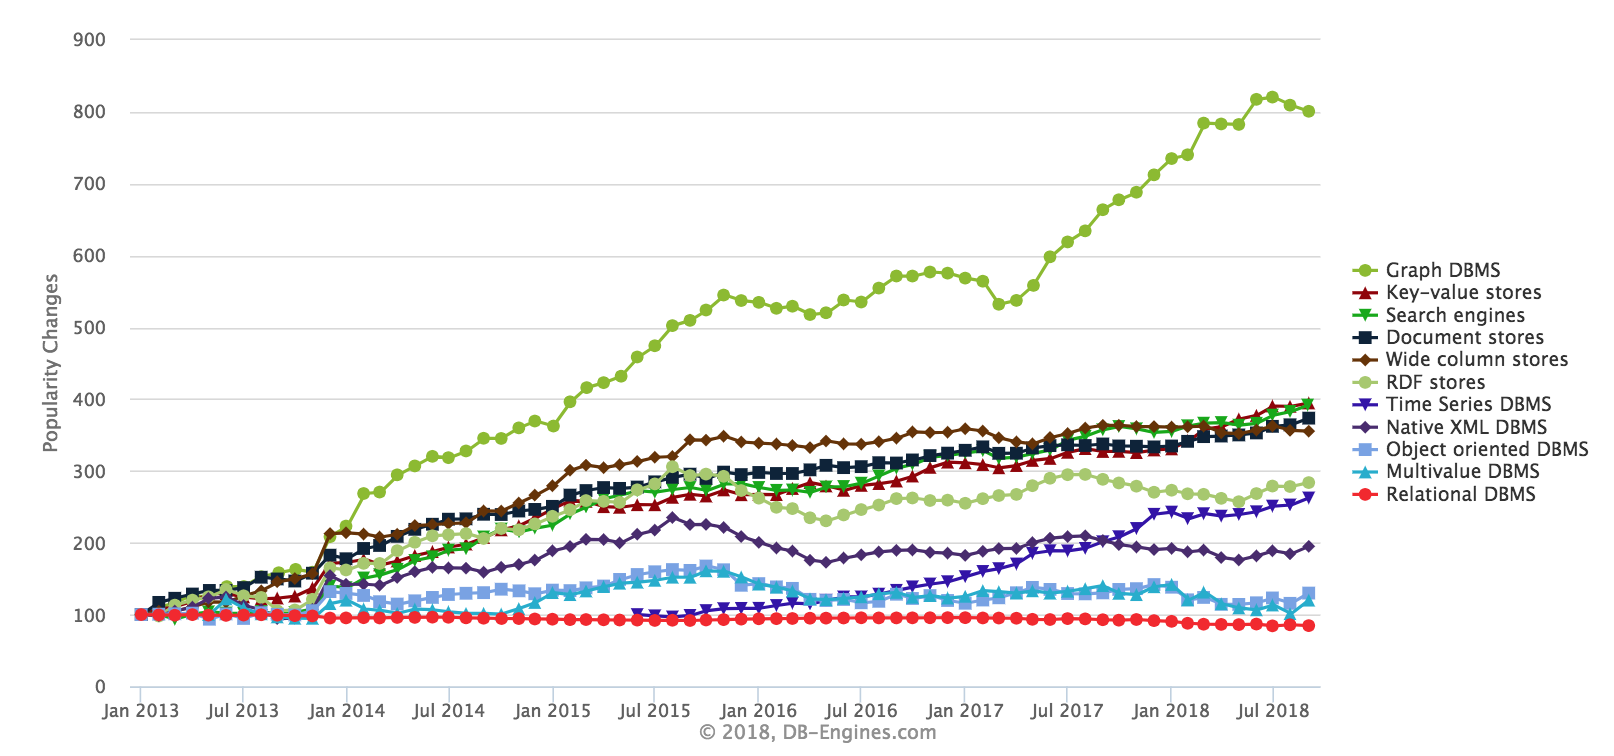 900
800
700
600
500
400
300
200
100
0
Popularity Changes
Jan 2013 Jul 2013 Jan 2014 Jul 2014 Jan 2015 Jul 2015 Jan 2016 Jul 2016 Jan 2017 Jul 2017 Jan 2018 Jul 2018
© 2018, DB-Engines.com
Graph DBMS
Key-value stores
Search engines
Document stores
Wide column stores
RDF stores
Time Series DBMS
Native XML DBMS
Object oriented DBMS
Multivalue DBMS
Relational DBMS